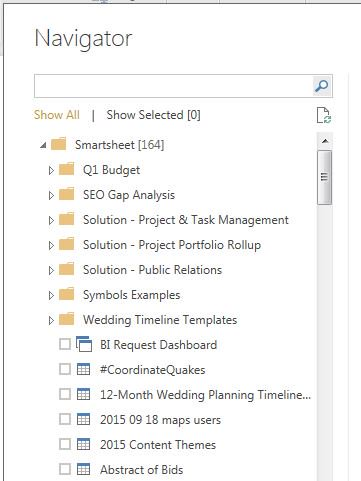 Navigator
Show All | Show Selected [0]
Smartsheet [164]
Q1 Budget
SEO Gap Analysis
Solution - Project & Task Management
Solution - Project Portfolio Rollup
Solution - Public Relations
Symbols Examples
Wedding Timeline Templates
BI Request Dashboard
#CoordinateQuakes
12-Month Wedding Planning Timeline...
2015 09 18 maps users
2015 Content Themes
Abstract of Bids